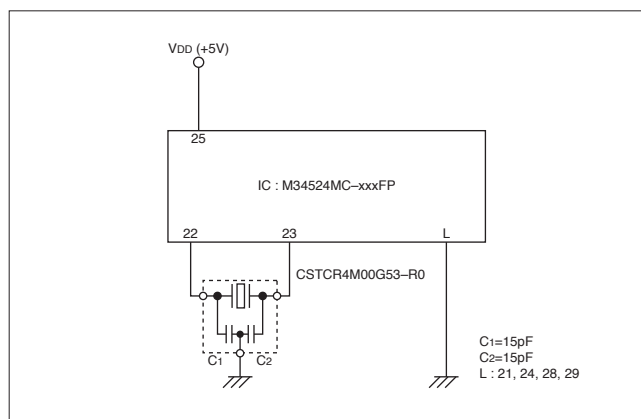 VDD (+5V)
25
IC : M34524MC–xxxFP
22
23
L
CSTCR4M00G53–R0
C1
C2
C1=15pF
C2=15pF
L : 21, 24, 28, 29